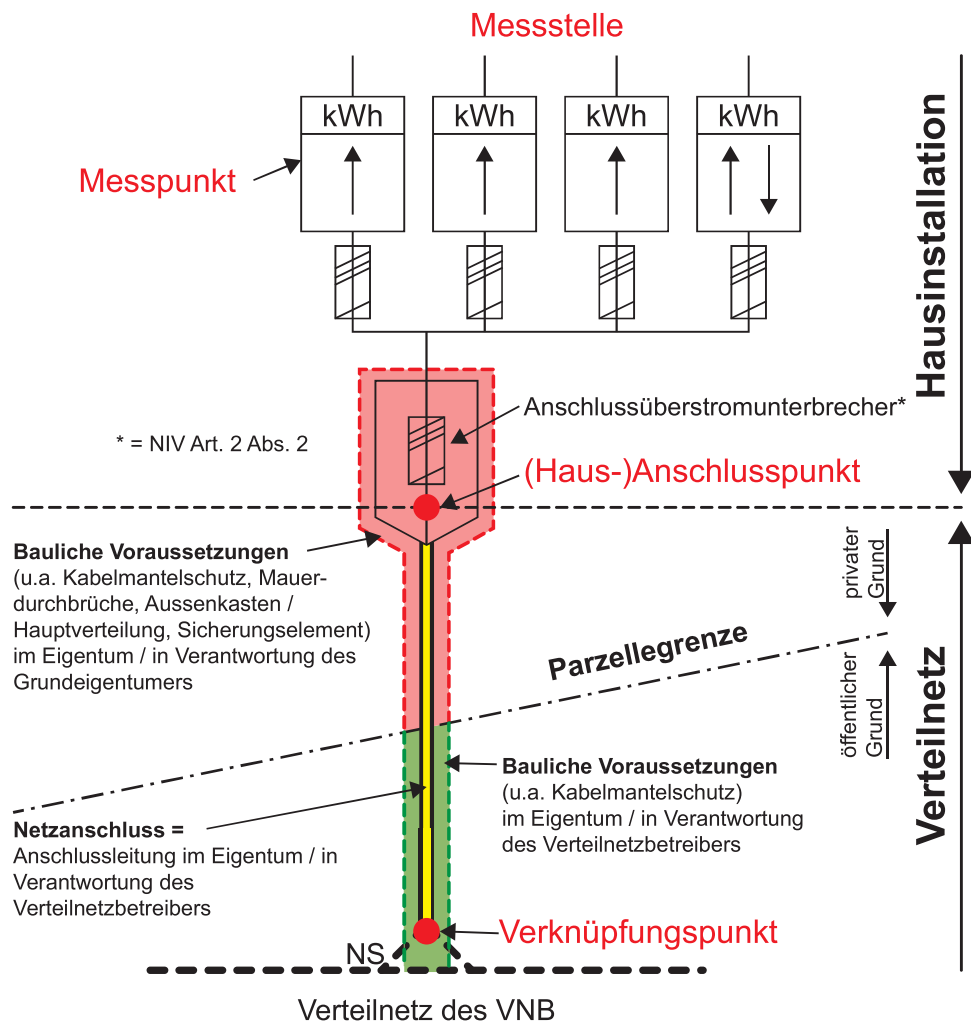 Messstelle
kWh
kWh
kWh
kWh
Messpunkt
Hausinstallation
Anschlussüberstromunterbrecher*
* = NIV Art. 2 Abs. 2
(Haus-)Anschlusspunkt
Bauliche Voraussetzungen
(u.a. Kabelmantelschutz, Mauer-
durchbrüche, Aussenkasten /
Hauptverteilung, Sicherungselement)
im Eigentum / in Verantwortung des
Grundeigentumers
privater
Grund
Parzellegrenze
öffentlicher
Grund
Verteilnetz
Bauliche Voraussetzungen
(u.a. Kabelmantelschutz)
im Eigentum / in Verantwortung
des Verteilnetzbetreibers
Netzanschluss =
Anschlussleitung im Eigentum / in
Verantwortung des
Verteilnetzbetreibers
Verknüpfungspunkt
NS
Verteilnetz des VNB